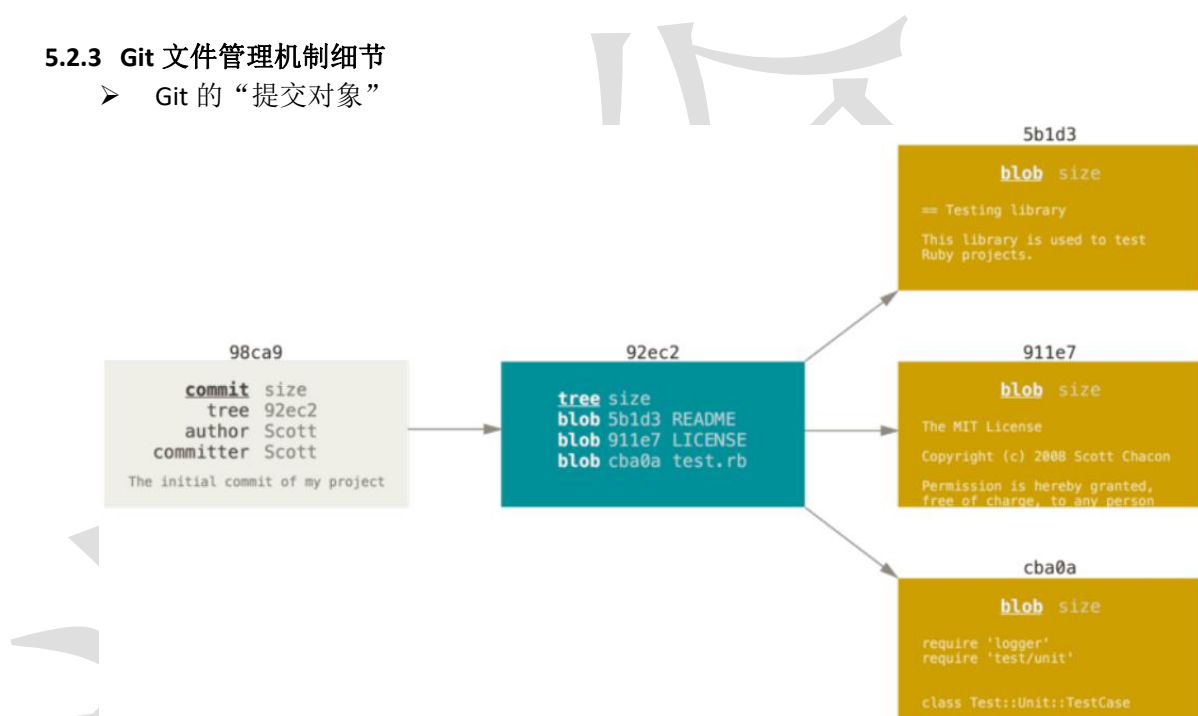 5.2.3 Git 文件管理机制细节
➢ Git 的“提交对象”
98ca9
commit size
tree 92ec2
author Scott
committer Scott
The initial commit of my project
92ec2
tree size
blob 5b1d3 README
blob 911e7 LICENSE
blob cba0a test.rb
5b1d3
blob size
== Testing library
This library is used to test
Ruby projects.
911e7
blob size
The MIT License
Copyright (c) 2008 Scott Chacon
Permission is hereby granted,
free of charge, to any person
cba0a
blob size
require 'logger'
require 'test/unit'
class Test::Unit::TestCase